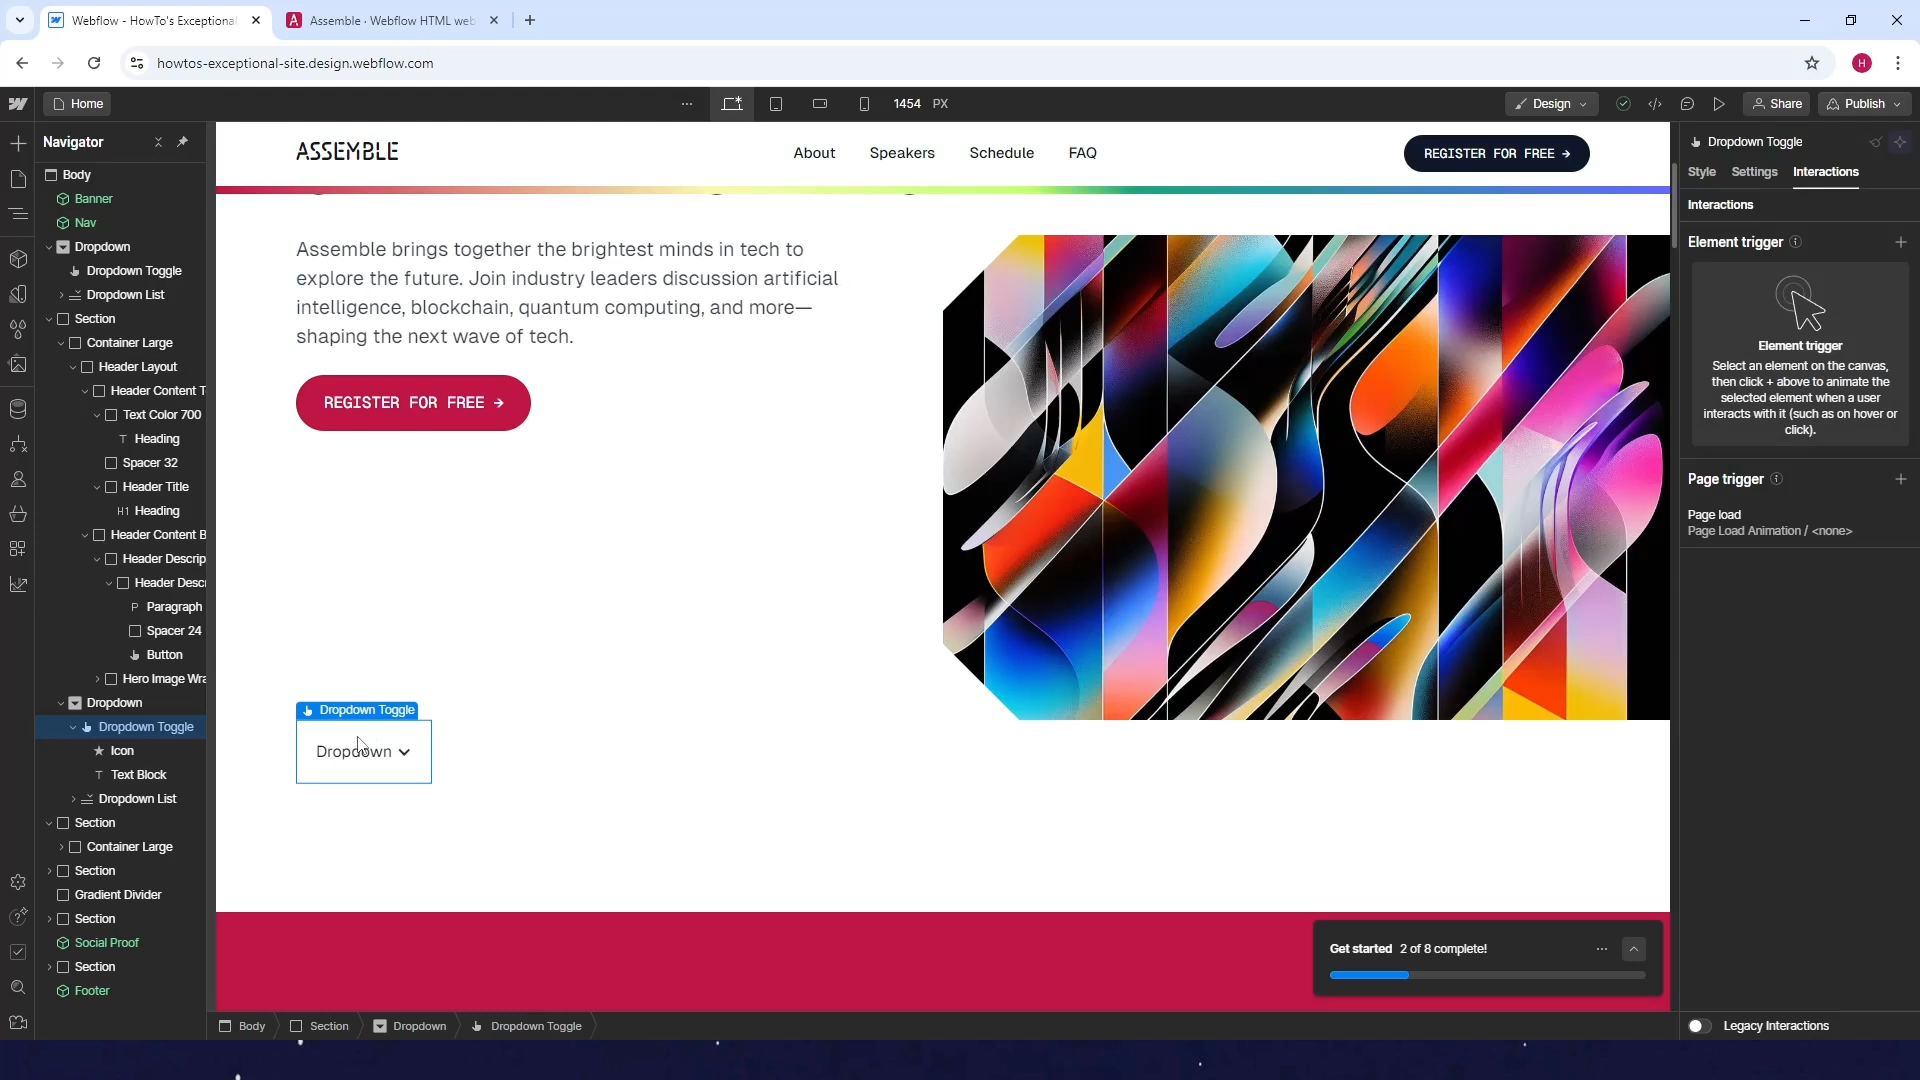 Webflow - HowTo's Exceptional
Assemble · Webflow HTML web
howtos-exceptional-site.design.webflow.com
H
Home
1454 PX
Design
Share
Publish
Navigator
Body
Banner
Nav
Dropdown
Dropdown Toggle
Dropdown List
Section
Container Large
Header Layout
Header Content T
Text Color 700
T Heading
Spacer 32
Header Title
H1 Heading
Header Content B
Header Descrip
Header Descr
P Paragraph
Spacer 24
Button
Hero Image Wra
Dropdown
Dropdown Toggle
Icon
T Text Block
Dropdown List
Section
Container Large
Section
Gradient Divider
Section
Social Proof
Section
Footer
ASSEMBLE
About
Speakers
Schedule
FAQ
REGISTER FOR FREE →
Assemble brings together the brightest minds in tech to
explore the future. Join industry leaders discussion artificial
intelligence, blockchain, quantum computing, and more—
shaping the next wave of tech.
REGISTER FOR FREE →
Dropdown Toggle
Dropdown
Get started 2 of 8 complete!
Body
Section
Dropdown
Dropdown Toggle
Dropdown Toggle
Style
Settings
Interactions
Interactions
Element trigger
Element trigger
Select an element on the canvas,
then click + above to animate the
selected element when a user
interacts with it (such as on hover or
click).
Page trigger
Page load
Page Load Animation / <none>
Legacy Interactions